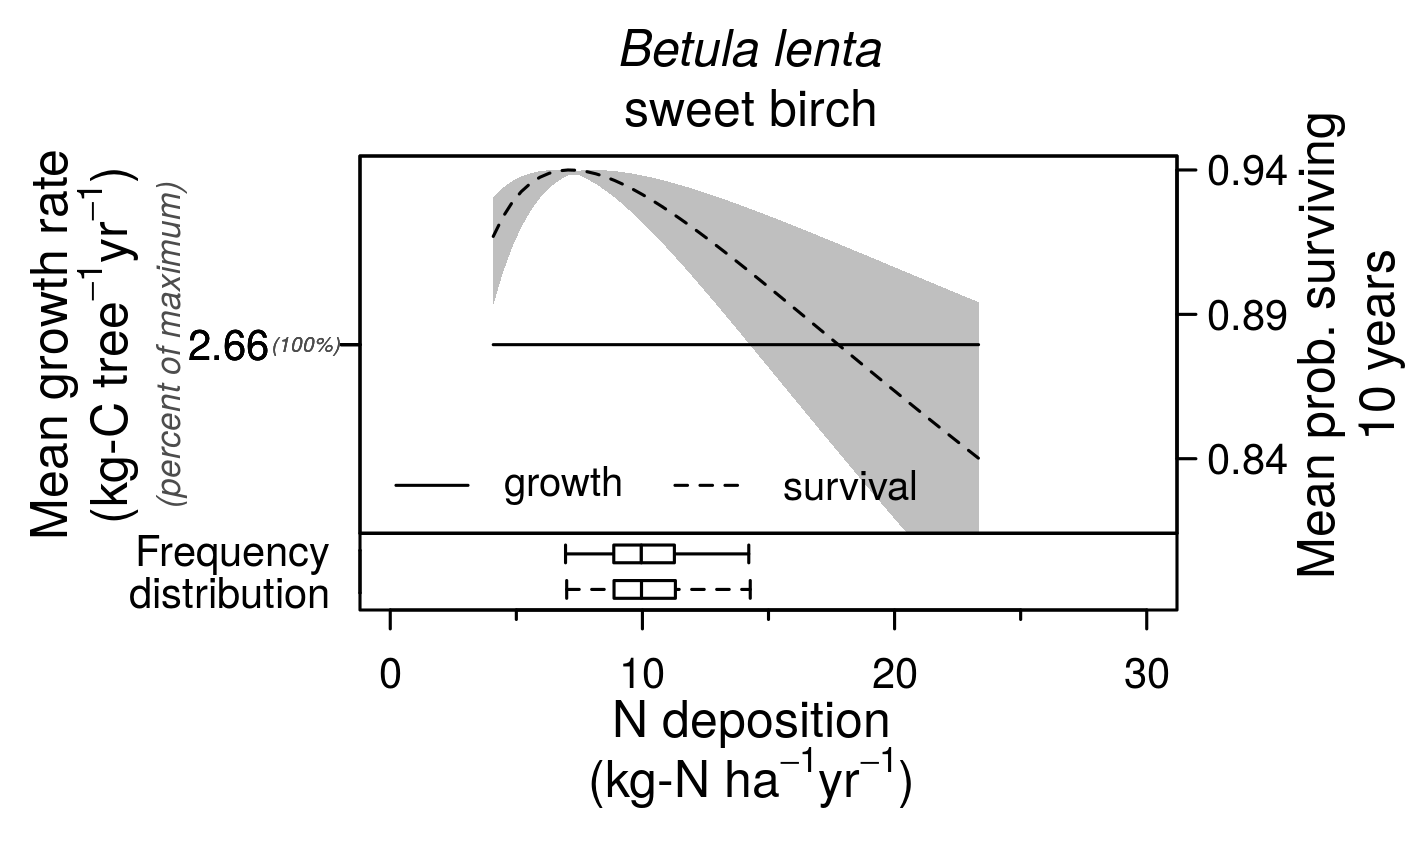 Betula lenta
sweet birch
Mean growth rate
(kg-C tree⁻¹yr⁻¹)
(percent of maximum)
2.66(100%)
0.94
0.89
0.84
Mean prob. surviving
10 years
growth
survival
Frequency
distribution
0 10 20 30
N deposition
(kg-N ha⁻¹yr⁻¹)